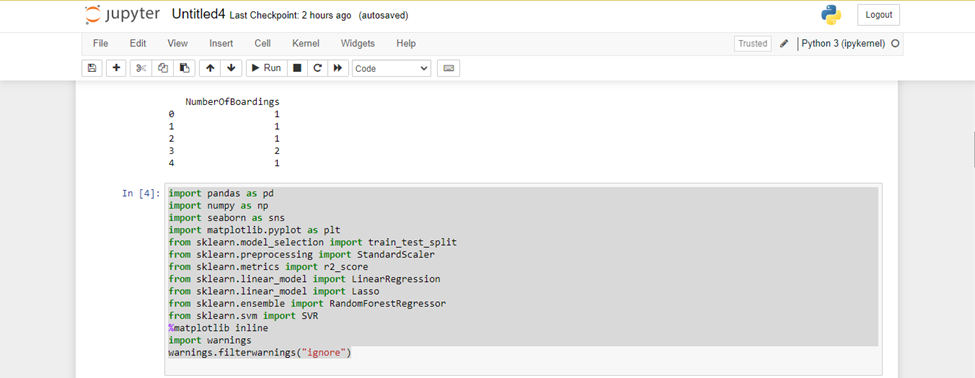 jupyter Untitled4 Last Checkpoint: 2 hours ago (autosaved) Logout
File Edit View Insert Cell Kernel Widgets Help Trusted Python 3 (ipykernel)
Run Code
NumberOfBoardings
0 1
1 1
2 1
3 2
4 1
In [4]: import pandas as pd
import numpy as np
import seaborn as sns
import matplotlib.pyplot as plt
from sklearn.model_selection import train_test_split
from sklearn.preprocessing import StandardScaler
from sklearn.metrics import r2_score
from sklearn.linear_model import LinearRegression
from sklearn.linear_model import Lasso
from sklearn.ensemble import RandomForestRegressor
from sklearn.svm import SVR
%matplotlib inline
import warnings
warnings.filterwarnings("ignore")